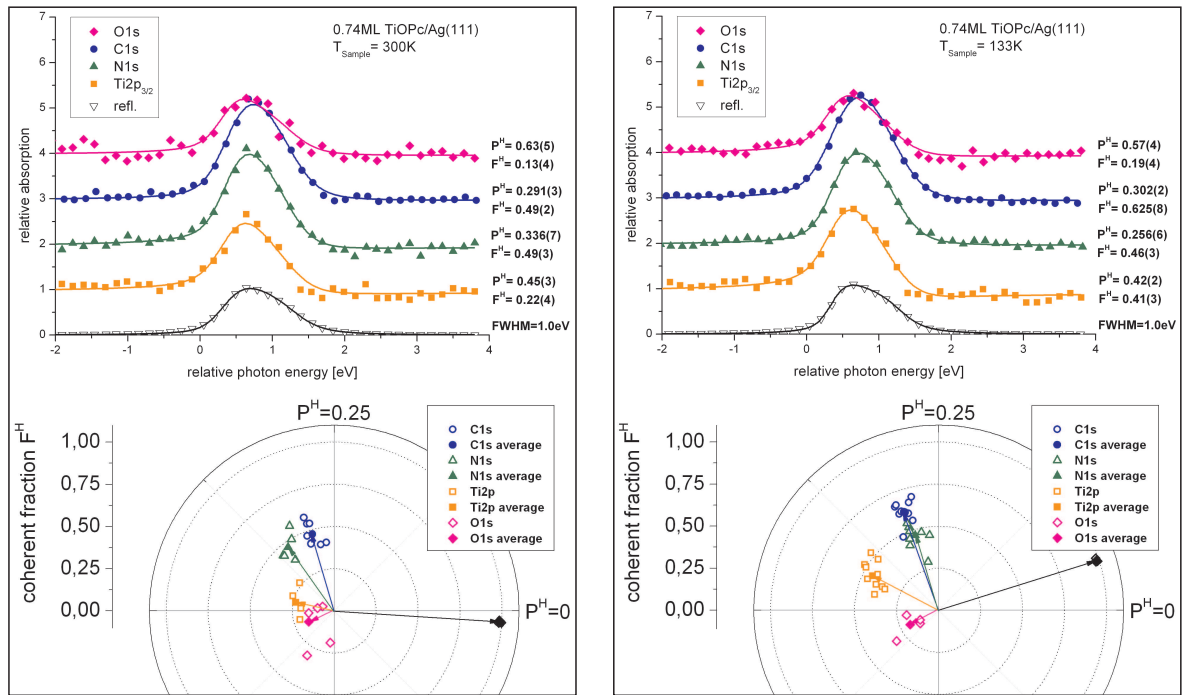 7
6
5
4
3
2
1
0
relative absorption
O1s
C1s
N1s
Ti2p3/2
refl.
0.74ML TiOPc/Ag(111)
TSample= 300K
PH= 0.63(5)
FH= 0.13(4)
PH= 0.291(3)
FH= 0.49(2)
PH= 0.336(7)
FH= 0.49(3)
PH= 0.45(3)
FH= 0.22(4)
FWHM=1.0eV
-2 -1 0 1 2 3 4
relative photon energy [eV]
PH=0.25
coherent fraction FH
1,00
0,75
0,50
0,25
0,00
C1s
C1s average
N1s
N1s average
Ti2p
Ti2p average
O1s
O1s average
PH=0
7
6
5
4
3
2
1
0
relative absorption
O1s
C1s
N1s
Ti2p3/2
refl.
0.74ML TiOPc/Ag(111)
TSample= 133K
PH= 0.57(4)
FH= 0.19(4)
PH= 0.302(2)
FH= 0.625(8)
PH= 0.256(6)
FH= 0.46(3)
PH= 0.42(2)
FH= 0.41(3)
FWHM=1.0eV
-2 -1 0 1 2 3 4
relative photon energy [eV]
PH=0.25
coherent fraction FH
1,00
0,75
0,50
0,25
0,00
C1s
C1s average
N1s
N1s average
Ti2p
Ti2p average
O1s
O1s average
PH=0